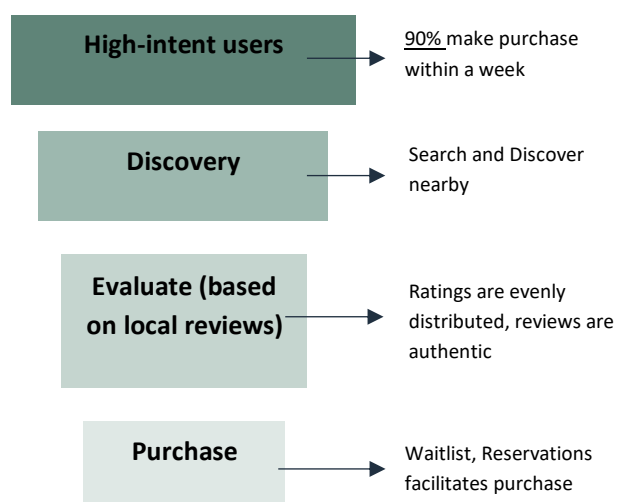 High-intent users
90% make purchase
within a week
Discovery
Search and Discover
nearby
Evaluate (based
on local reviews)
Ratings are evenly
distributed, reviews are
authentic
Purchase
Waitlist, Reservations
facilitates purchase